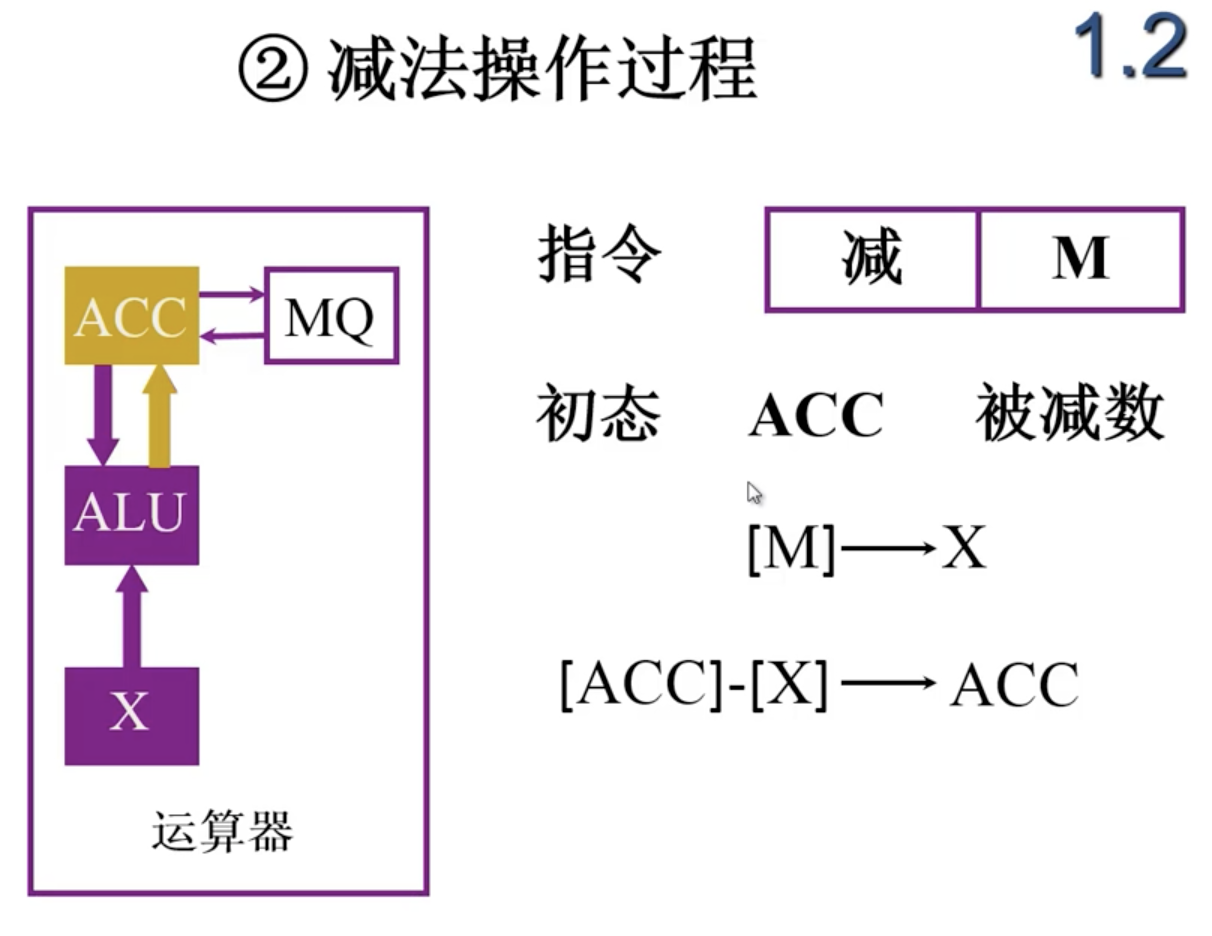 ② 减法操作过程
1.2
ACC
MQ
ALU
X
运算器
指令 减 M
初态 ACC 被减数
[M]→X
[ACC]-[X]→ACC